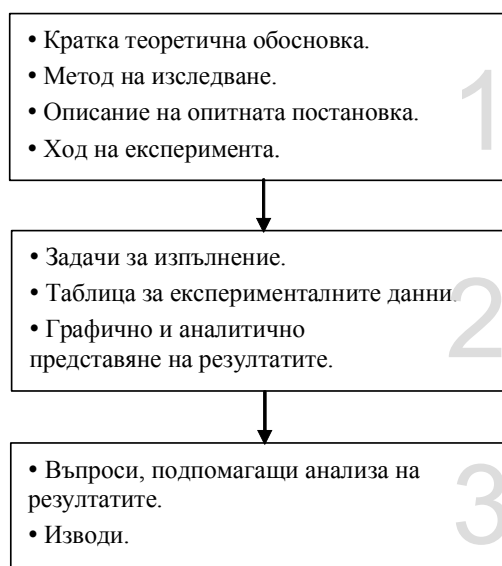 • Кратка теоретична обосновка.
• Метод на изследване.
• Описание на опитната постановка.
• Ход на експеримента.
1
• Задачи за изпълнение.
• Таблица за експерименталните данни.
• Графично и аналитично
представяне на резултатите.
2
• Въпроси, подпомагащи анализа на
резултатите.
• Изводи.
3